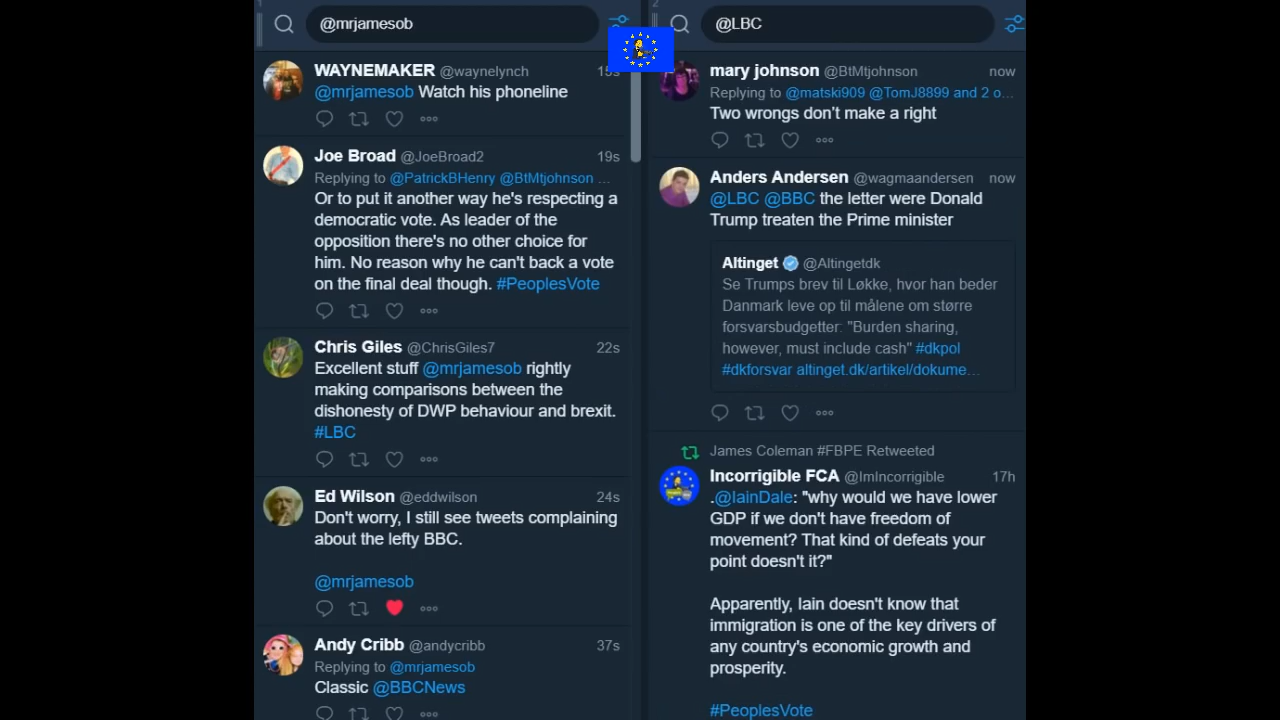 1
@mrjamesob
WAYNEMAKER @waynelynch 15s
@mrjamesob Watch his phoneline
Joe Broad @JoeBroad2 19s
Replying to @PatrickBHenry @BtMtjohnson ...
Or to put it another way he's respecting a
democratic vote. As leader of the
opposition there's no other choice for
him. No reason why he can't back a vote
on the final deal though. #PeoplesVote
Chris Giles @ChrisGiles7 22s
Excellent stuff @mrjamesob rightly
making comparisons between the
dishonesty of DWP behaviour and brexit.
#LBC
Ed Wilson @eddwilson 24s
Don't worry, I still see tweets complaining
about the lefty BBC.
@mrjamesob
Andy Cribb @andycribb 37s
Replying to @mrjamesob
Classic @BBCNews
2
@LBC
mary johnson @BtMtjohnson now
Replying to @matski909 @TomJ8899 and 2 o...
Two wrongs don't make a right
Anders Andersen @wagmaandersen now
@LBC @BBC the letter were Donald
Trump treaten the Prime minister
Altinget @Altingetdk
Se Trumps brev til Løkke, hvor han beder
Danmark leve op til målene om større
forsvarsbudgetter: "Burden sharing,
however, must include cash" #dkpol
#dkforsvar altinget.dk/artikel/dokume...
James Coleman #FBPE Retweeted
Incorrigible FCA @ImIncorrigible 17h
.@IainDale: "why would we have lower
GDP if we don't have freedom of
movement? That kind of defeats your
point doesn't it?"
Apparently, Iain doesn't know that
immigration is one of the key drivers of
any country's economic growth and
prosperity.
#PeoplesVote